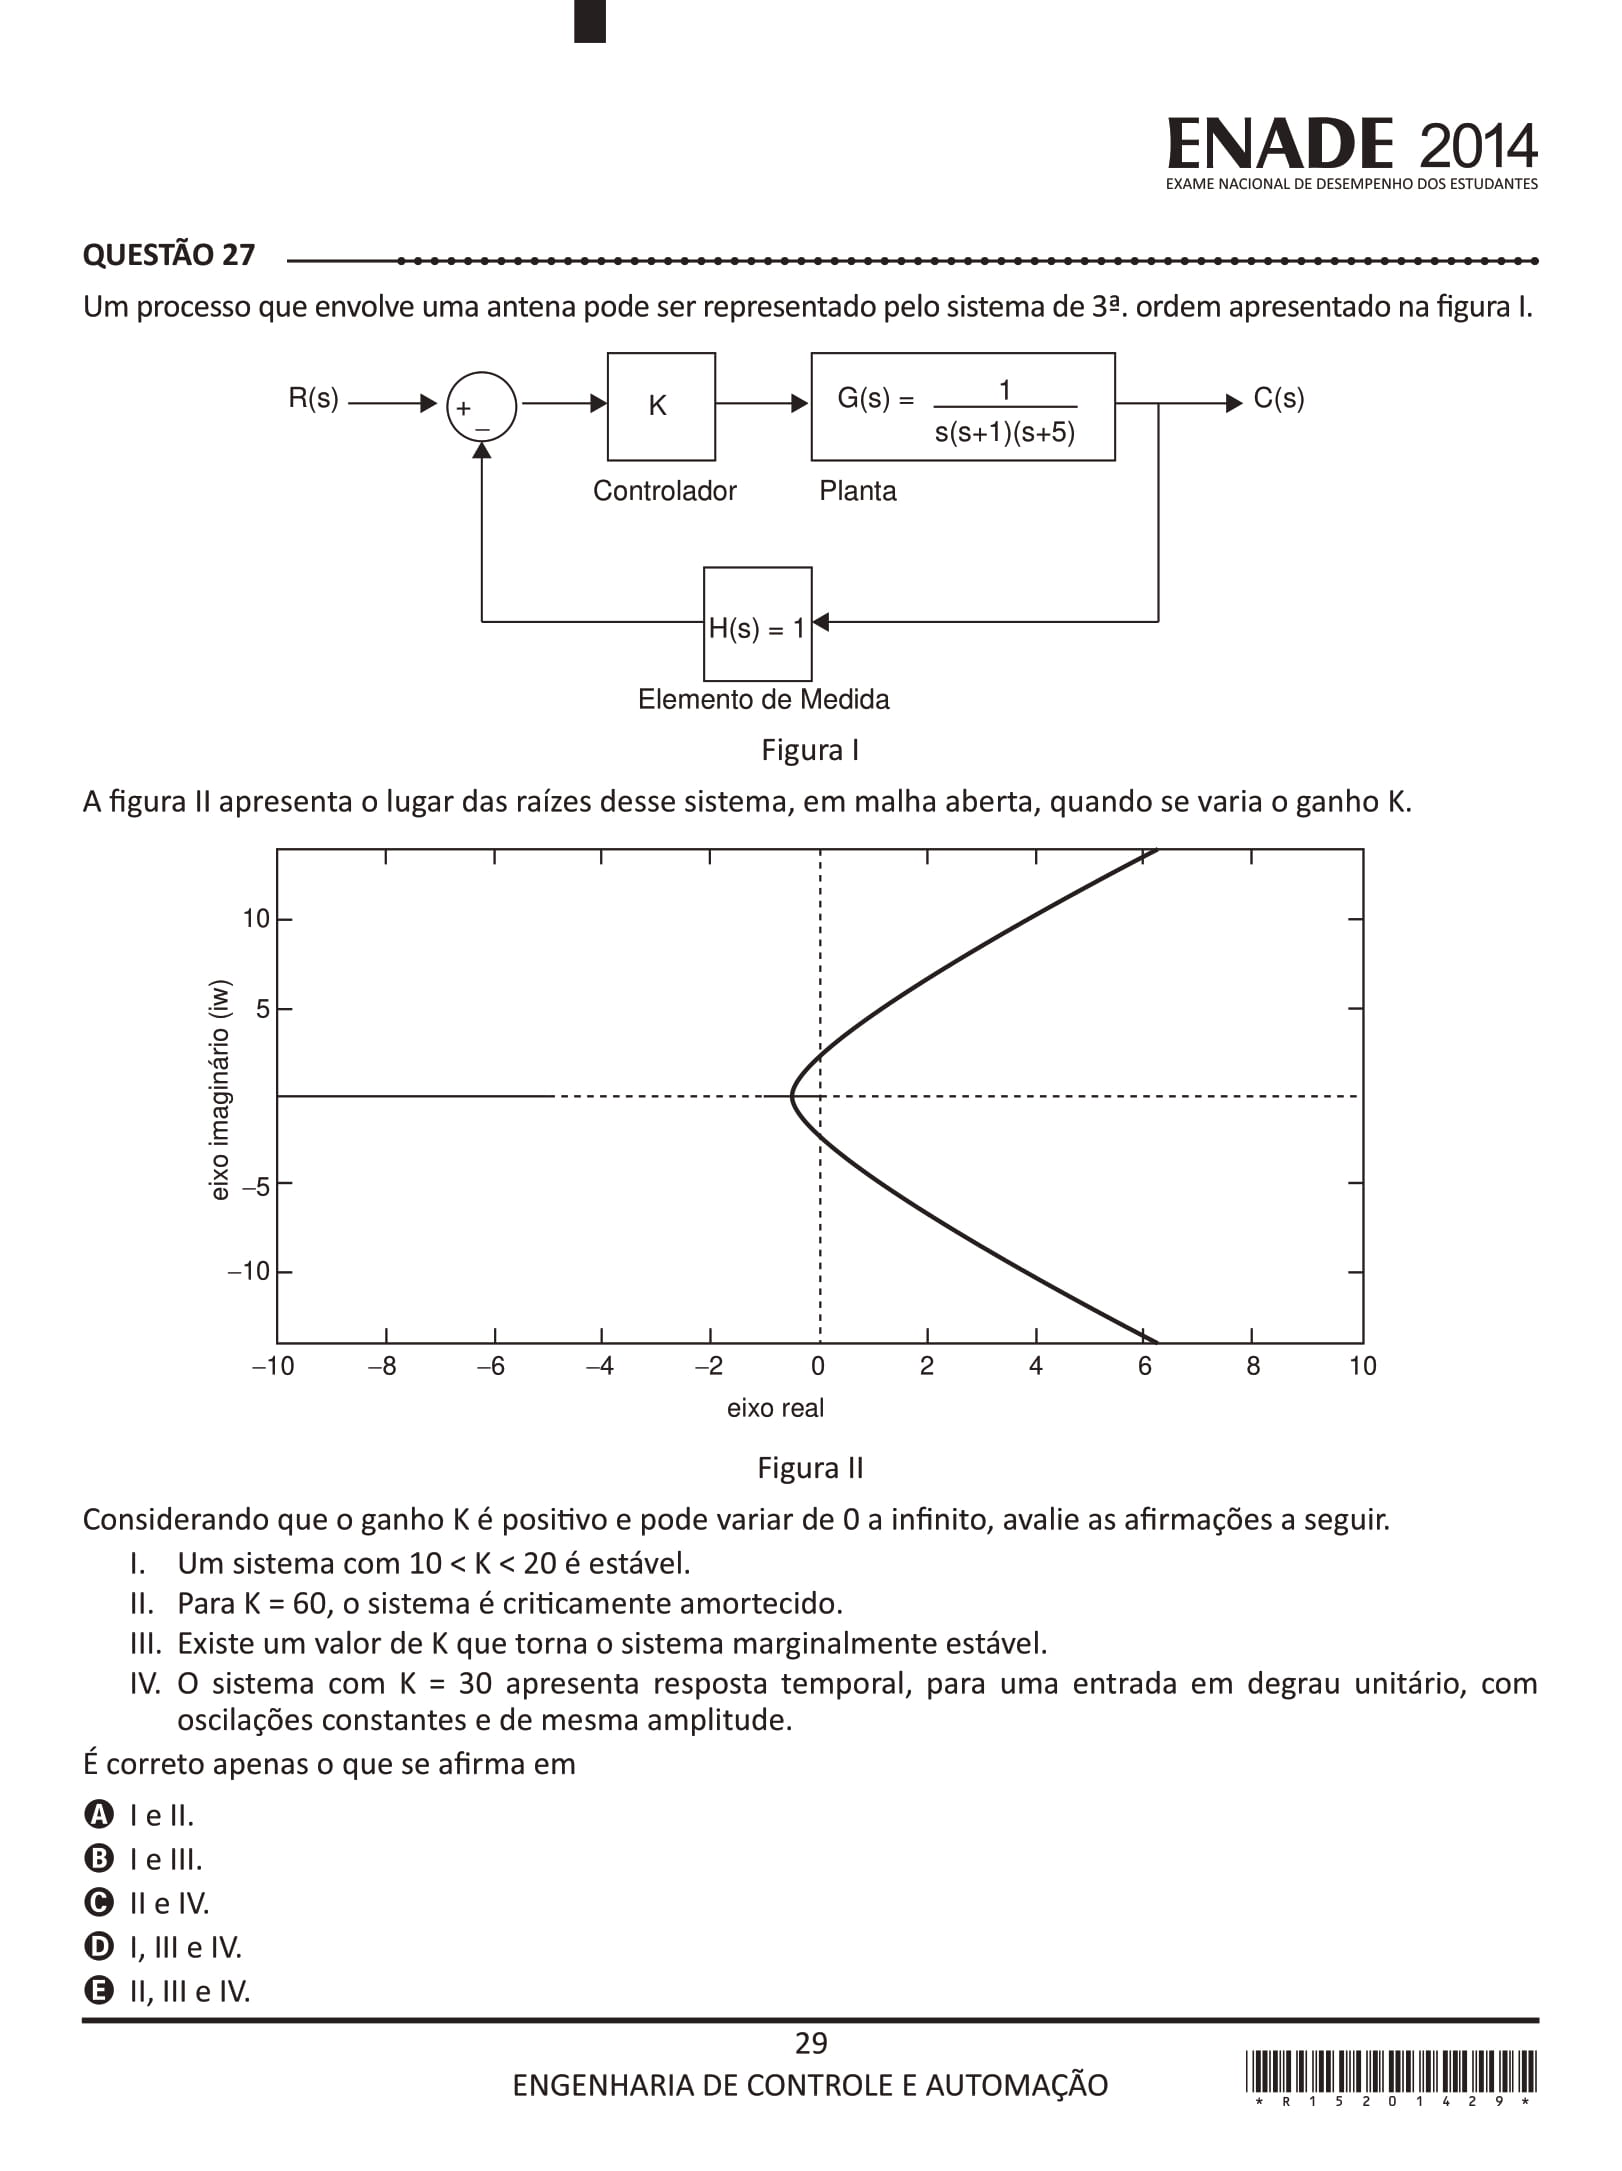 ENADE 2014
EXAME NACIONAL DE DESEMPENHO DOS ESTUDANTES
QUESTÃO 27
Um processo que envolve uma antena pode ser representado pelo sistema de 3ª. ordem apresentado na figura I.
R(s)
+
–
K
G(s) =
1
s(s+1)(s+5)
C(s)
Controlador
Planta
H(s) = 1
Elemento de Medida
Figura I
A figura II apresenta o lugar das raízes desse sistema, em malha aberta, quando se varia o ganho K.
10
5
–5
–10
eixo imaginário (iw)
–10 –8 –6 –4 –2 0 2 4 6 8 10
eixo real
Figura II
Considerando que o ganho K é positivo e pode variar de 0 a infinito, avalie as afirmações a seguir.
I. Um sistema com 10 < K < 20 é estável.
II. Para K = 60, o sistema é criticamente amortecido.
III. Existe um valor de K que torna o sistema marginalmente estável.
IV. O sistema com K = 30 apresenta resposta temporal, para uma entrada em degrau unitário, com
oscilações constantes e de mesma amplitude.
É correto apenas o que se afirma em
A I e II.
B I e III.
C II e IV.
D I, III e IV.
E II, III e IV.
29
ENGENHARIA DE CONTROLE E AUTOMAÇÃO
* R 1 5 2 0 1 4 2 9 *